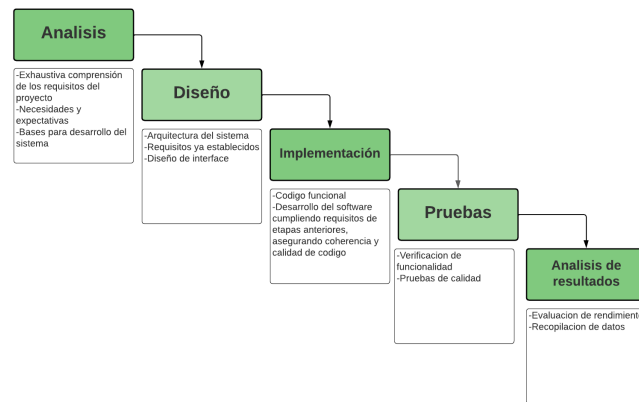 Analisis
-Exhaustiva comprensión
de los requisitos del
proyecto
-Necesidades y
expectativas
-Bases para desarrollo del
sistema
Diseño
-Arquitectura del sistema
-Requisitos ya establecidos
-Diseño de interface
Implementación
-Codigo funcional
-Desarrollo del software
cumpliendo requisitos de
etapas anteriores,
asegurando coherencia y
calidad de codigo
Pruebas
-Verificacion de
funcionalidad
-Pruebas de calidad
Analisis de
resultados
-Evaluacion de rendimiento
-Recopilacion de datos